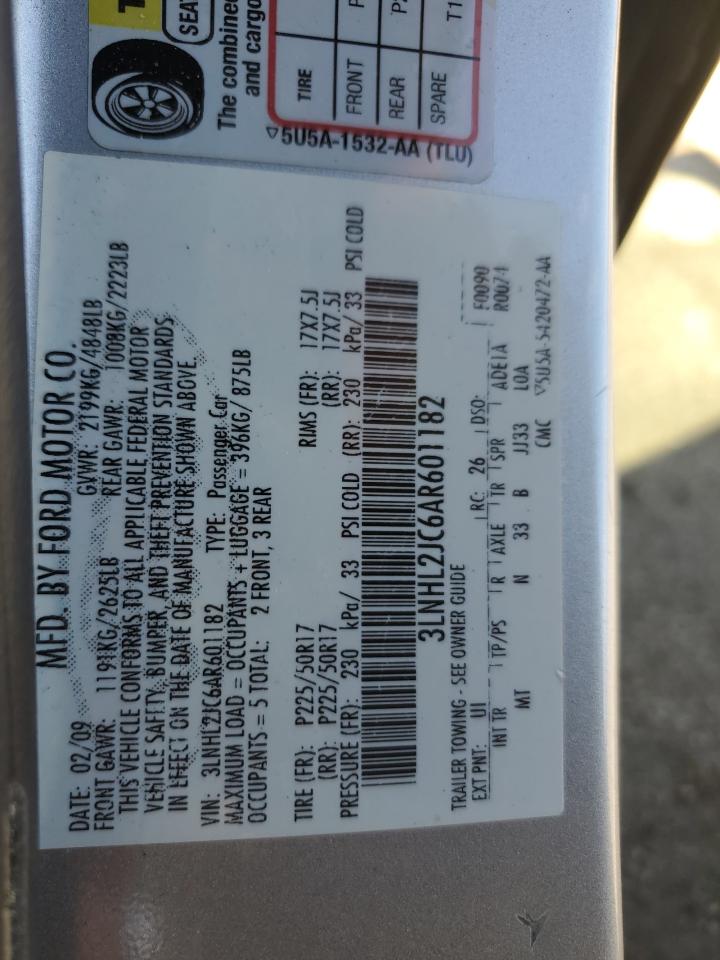 SEAT
The combined
and cargo
TIRE
FRONT P
REAR P2
SPARE T1
▽5U5A-1532-AA (TLU)
MFD. BY FORD MOTOR CO.
DATE: 02/09 GVWR: 2199KG/4848LB
FRONT GAWR: 1191KG/2625LB REAR GAWR: 1008KG/2223LB
THIS VEHICLE CONFORMS TO ALL APPLICABLE FEDERAL MOTOR
VEHICLE SAFETY, BUMPER, AND THEFT PREVENTION STANDARDS
IN EFFECT ON THE DATE OF MANUFACTURE SHOWN ABOVE.
VIN: 3LNHL2JC6AR601182 TYPE: Passenger Car
MAXIMUM LOAD = OCCUPANTS + LUGGAGE = 396KG/ 875LB
OCCUPANTS = 5 TOTAL: 2 FRONT, 3 REAR
TIRE (FR): P225/50R17 RIMS (FR): 17X7.5J
(RR): P225/50R17 (RR): 17X7.5J
PRESSURE (FR): 230 kPa/ 33 PSI COLD (RR): 230 kPa/ 33 PSI COLD
3LNHL2JC6AR601182
TRAILER TOWING - SEE OWNER GUIDE
EXT PNT: UI RC: 26 DSO: F0090
INT TR TP/PS R AXLE TR SPR ADE1A R0074
MT N 33 B JJ33 L0A
CMC ▽5U5A-5420472-AA